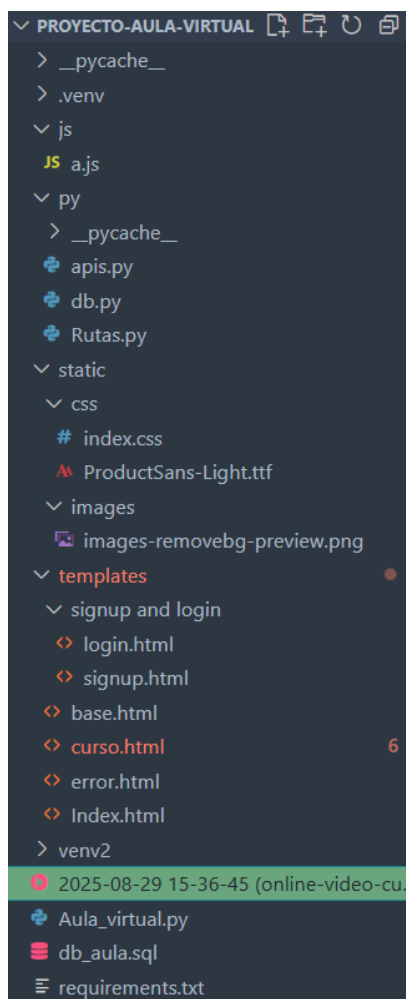 PROYECTO-AULA-VIRTUAL
__pycache__
.venv
js
JS a.js
py
__pycache__
apis.py
db.py
Rutas.py
static
css
# index.css
ProductSans-Light.ttf
images
images-removebg-preview.png
templates
signup and login
<> login.html
<> signup.html
<> base.html
<> curso.html 6
<> error.html
<> Index.html
venv2
2025-08-29 15-36-45 (online-video-cu...
Aula_virtual.py
db_aula.sql
requirements.txt